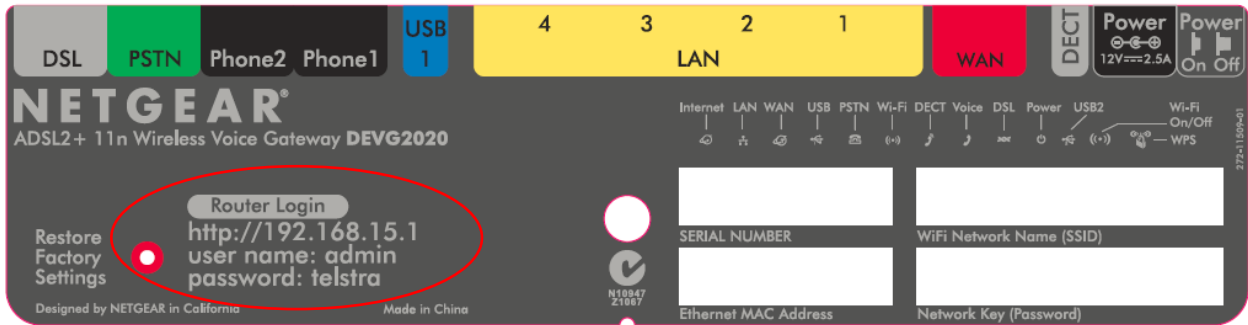 DSL PSTN Phone2 Phone1 USB 1
4 3 2 1
LAN
WAN
DECT
Power
12V⎓2.5A
Power
On Off
NETGEAR®
ADSL2+ 11n Wireless Voice Gateway DEVG2020
Internet LAN WAN USB PSTN Wi-Fi DECT Voice DSL Power USB2
Wi-Fi
On/Off
WPS
272-11509-01
Router Login
http://192.168.15.1
user name: admin
password: telstra
Restore
Factory
Settings
Designed by NETGEAR in California
Made in China
N10947
Z1067
SERIAL NUMBER
WiFi Network Name (SSID)
Ethernet MAC Address
Network Key (Password)